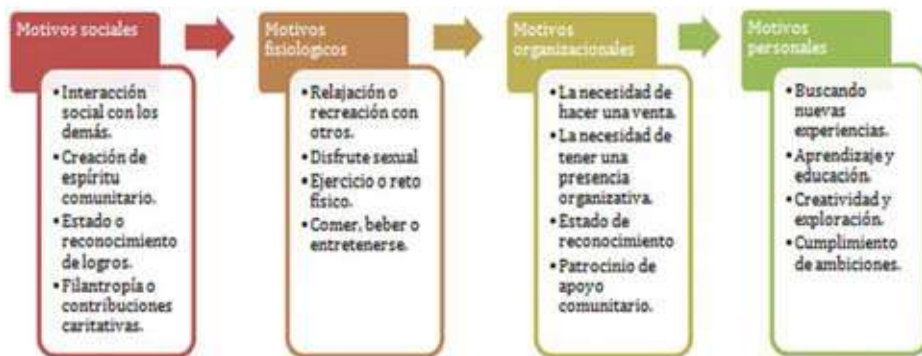 Motivos sociales
• Interacción
social con los
demás.
• Creación de
espíritu
comunitario.
• Estado o
reconocimiento
de logros.
• Filantropía o
contribuciones
caritativas.
Motivos
fisiologicos
• Relajación o
recreación con
otros.
• Disfrute sexual
• Ejercicio o reto
físico.
• Comer, beber o
entretenerse.
Motivos
organizacionales
• La necesidad de
hacer una venta.
• La necesidad de
tener una
presencia
organizativa.
• Estado de
reconocimiento
• Patrocinio de
apoyo
comunitario.
Motivos
personales
• Buscando
nuevas
experiencias.
• Aprendizaje y
educación.
• Creatividad y
exploración.
• Cumplimiento
de ambiciones.